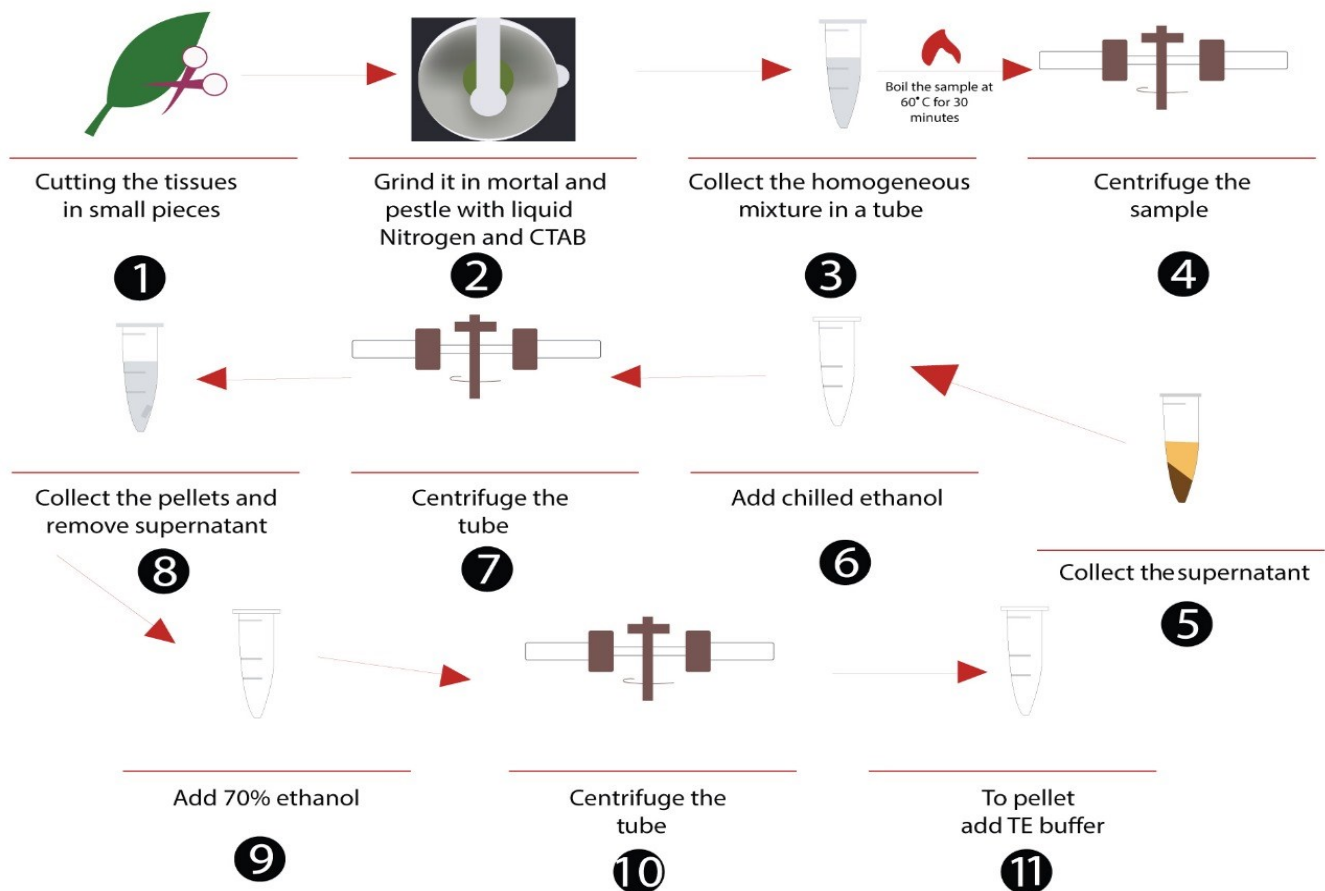 Boil the sample at
60°C for 30
minutes
Cutting the tissues
in small pieces
1
Grind it in mortal and
pestle with liquid
Nitrogen and CTAB
2
Collect the homogeneous
mixture in a tube
3
Centrifuge the
sample
4
Collect the supernatant
5
Add chilled ethanol
6
Centrifuge the
tube
7
Collect the pellets and
remove supernatant
8
Add 70% ethanol
9
Centrifuge the
tube
10
To pellet
add TE buffer
11